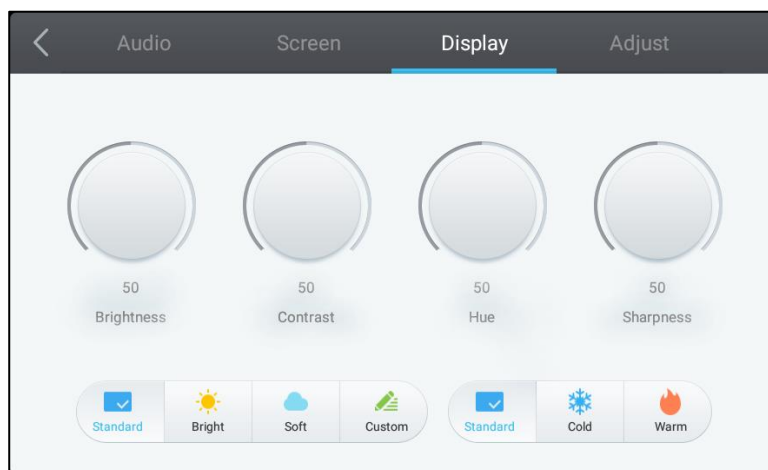 Audio Screen Display Adjust
50 50 50 50
Brightness Contrast Hue Sharpness
Standard Bright Soft Custom Standard Cold Warm